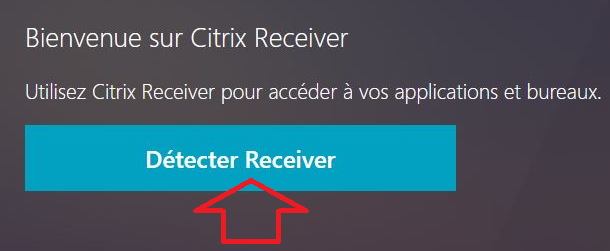 Bienvenue sur Citrix Receiver
Utilisez Citrix Receiver pour accéder à vos applications et bureaux.
Détecter Receiver